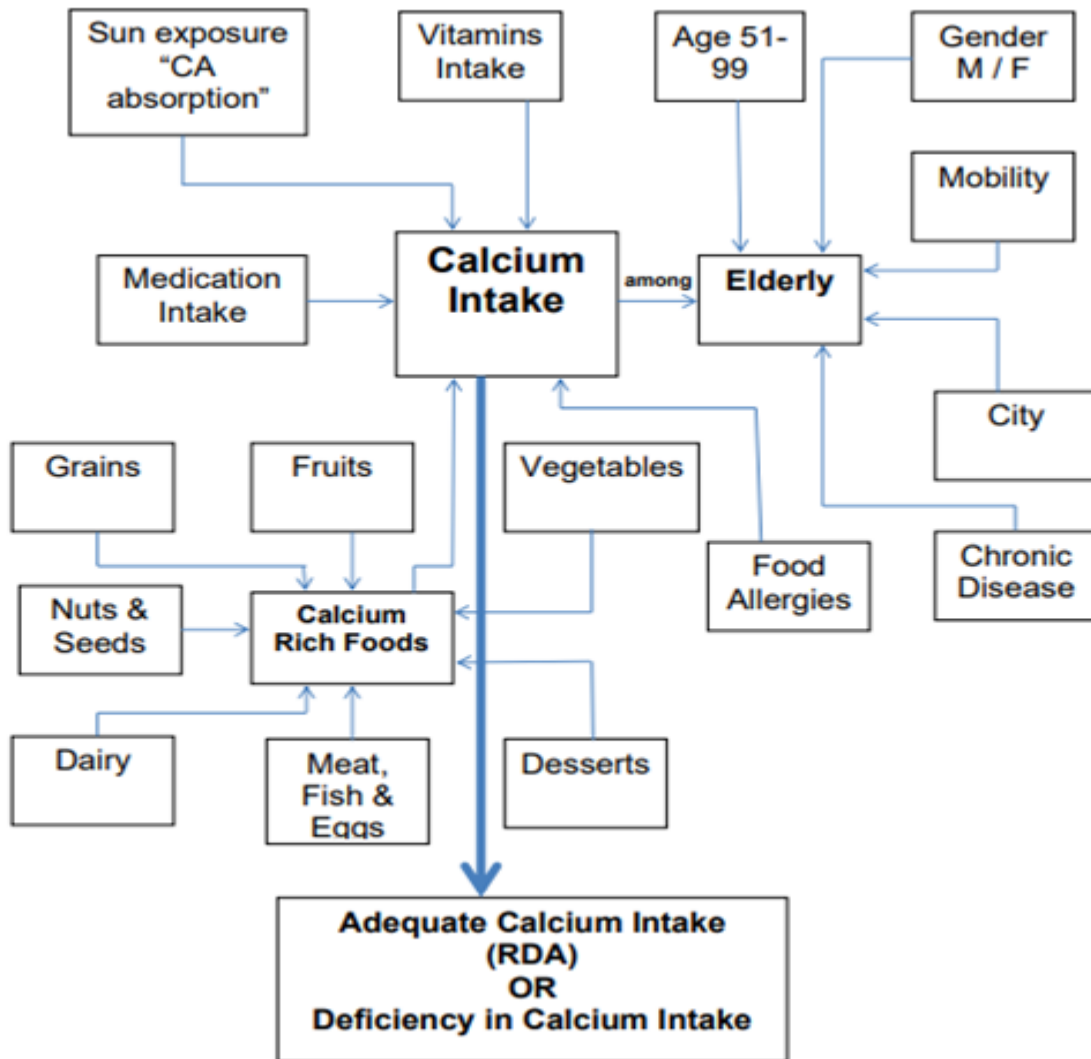 Sun exposure
“CA
absorption”
Vitamins
Intake
Age 51-
99
Gender
M / F
Mobility
Medication
Intake
Calcium
Intake
among
Elderly
City
Grains
Fruits
Vegetables
Food
Allergies
Chronic
Disease
Nuts &
Seeds
Calcium
Rich Foods
Dairy
Meat,
Fish &
Eggs
Desserts
Adequate Calcium Intake
(RDA)
OR
Deficiency in Calcium Intake